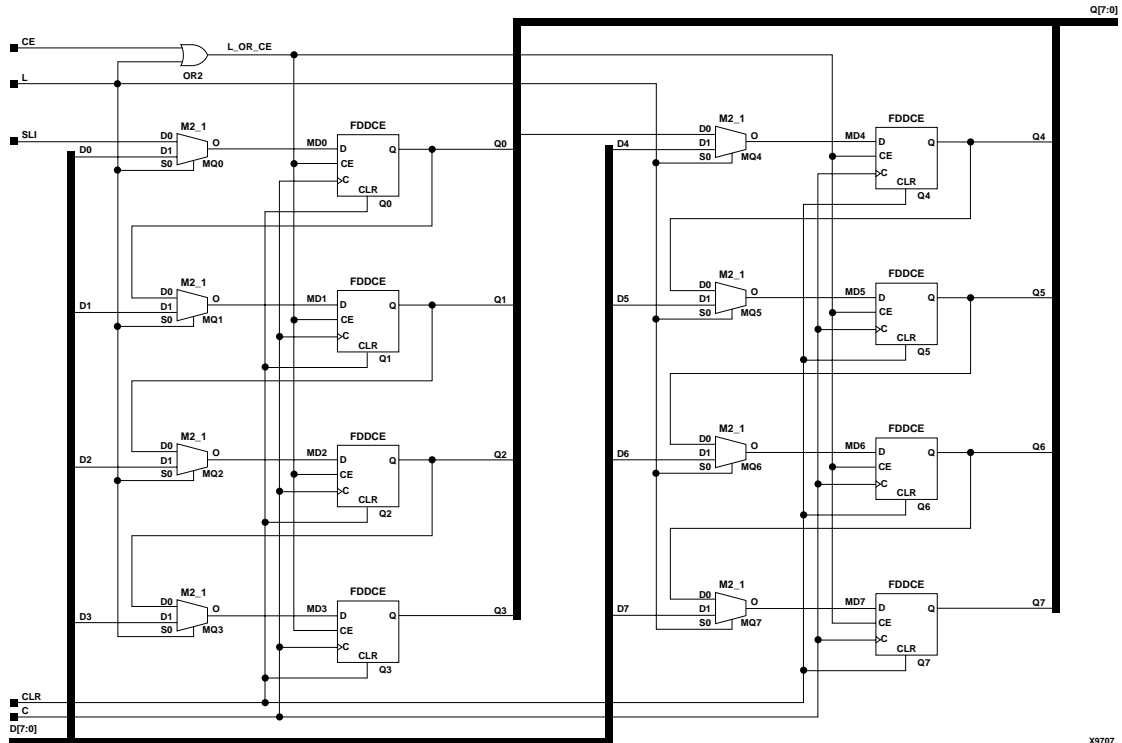 Q[7:0]
CE
L_OR_CE
OR2
L
SLI
D0
M2_1
D0
D1
S0
O
MQ0
MD0
FDDCE
D
CE
C
CLR
Q
Q0
Q0
D1
M2_1
D0
D1
S0
O
MQ1
MD1
FDDCE
D
CE
C
CLR
Q
Q1
Q1
D2
M2_1
D0
D1
S0
O
MQ2
MD2
FDDCE
D
CE
C
CLR
Q
Q2
Q2
D3
M2_1
D0
D1
S0
O
MQ3
MD3
FDDCE
D
CE
C
CLR
Q
Q3
Q3
D4
M2_1
D0
D1
S0
O
MQ4
MD4
FDDCE
D
CE
C
CLR
Q
Q4
Q4
D5
M2_1
D0
D1
S0
O
MQ5
MD5
FDDCE
D
CE
C
CLR
Q
Q5
Q5
D6
M2_1
D0
D1
S0
O
MQ6
MD6
FDDCE
D
CE
C
CLR
Q
Q6
Q6
D7
M2_1
D0
D1
S0
O
MQ7
MD7
FDDCE
D
CE
C
CLR
Q
Q7
Q7
CLR
C
D[7:0]
X9707